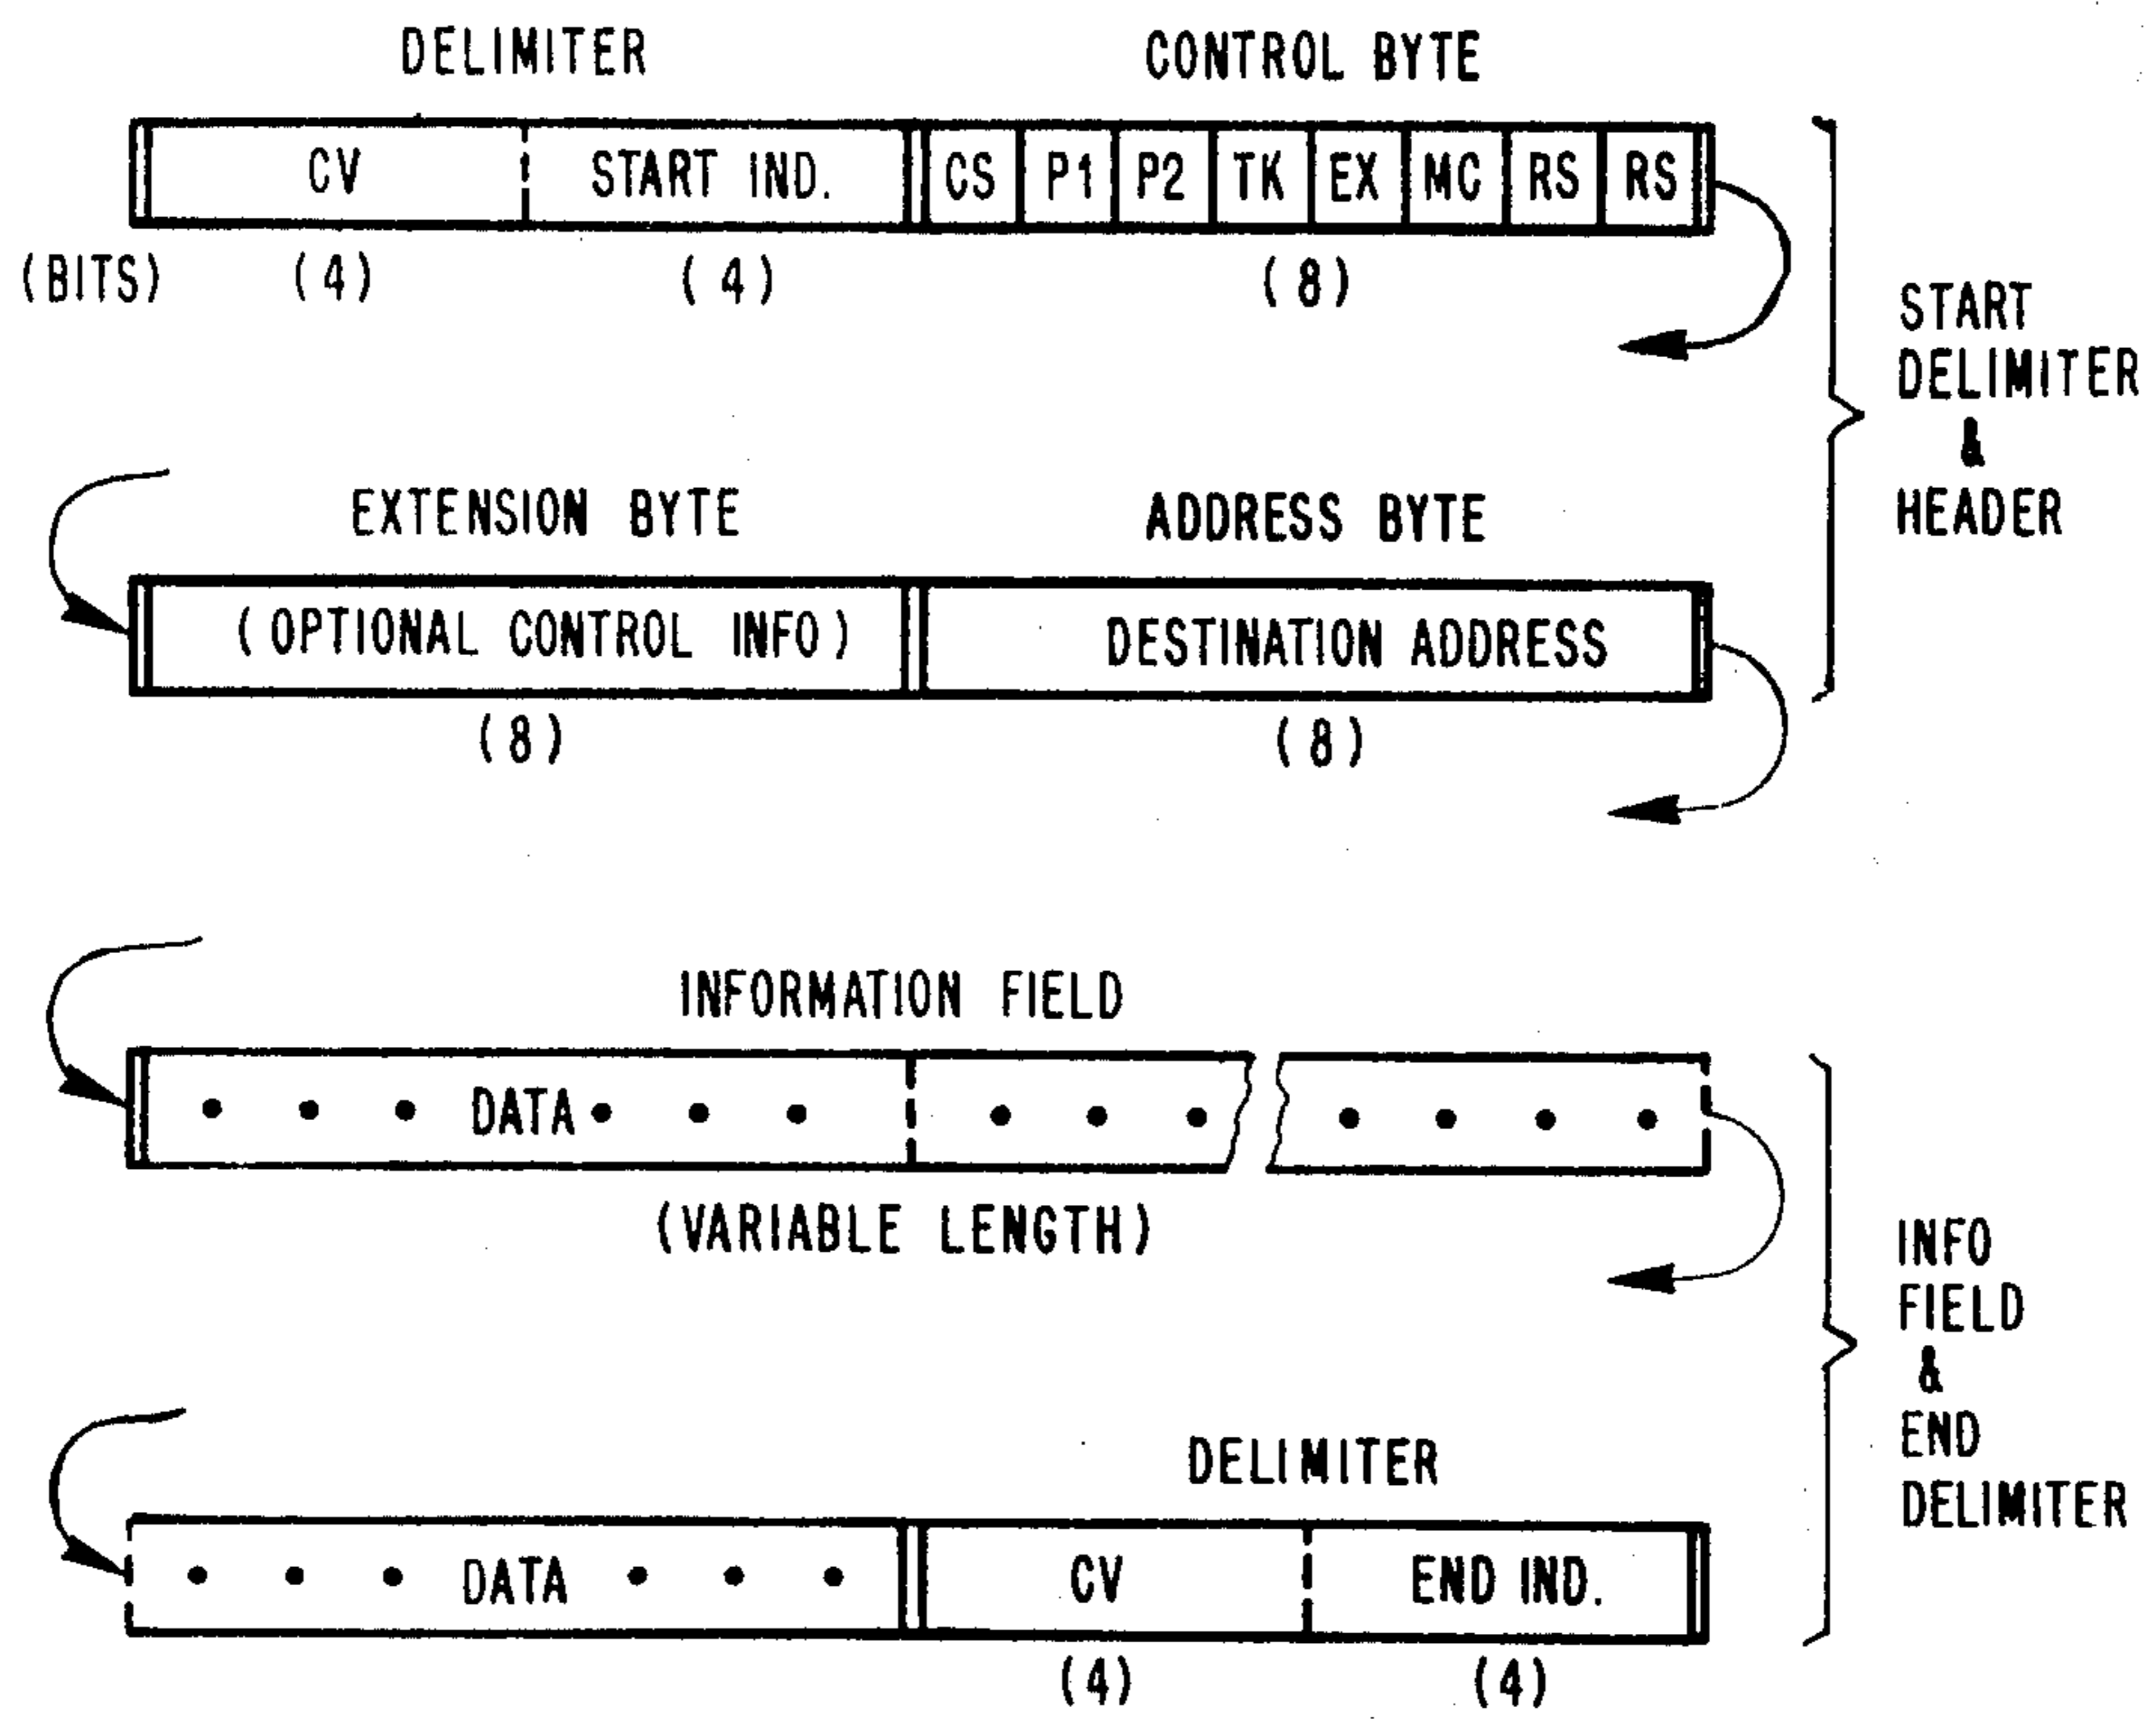 DELIMITER CONTROL BYTE
CV START IND. CS P1 P2 TK EX MC RS RS
(BITS) (4) (4) (8)
START
DELIMITER
&
HEADER
EXTENSION BYTE ADDRESS BYTE
(OPTIONAL CONTROL INFO) DESTINATION ADDRESS
(8) (8)
INFORMATION FIELD
DATA
(VARIABLE LENGTH)
INFO
FIELD
&
END
DELIMITER
DELIMITER
DATA CV END IND.
(4) (4)